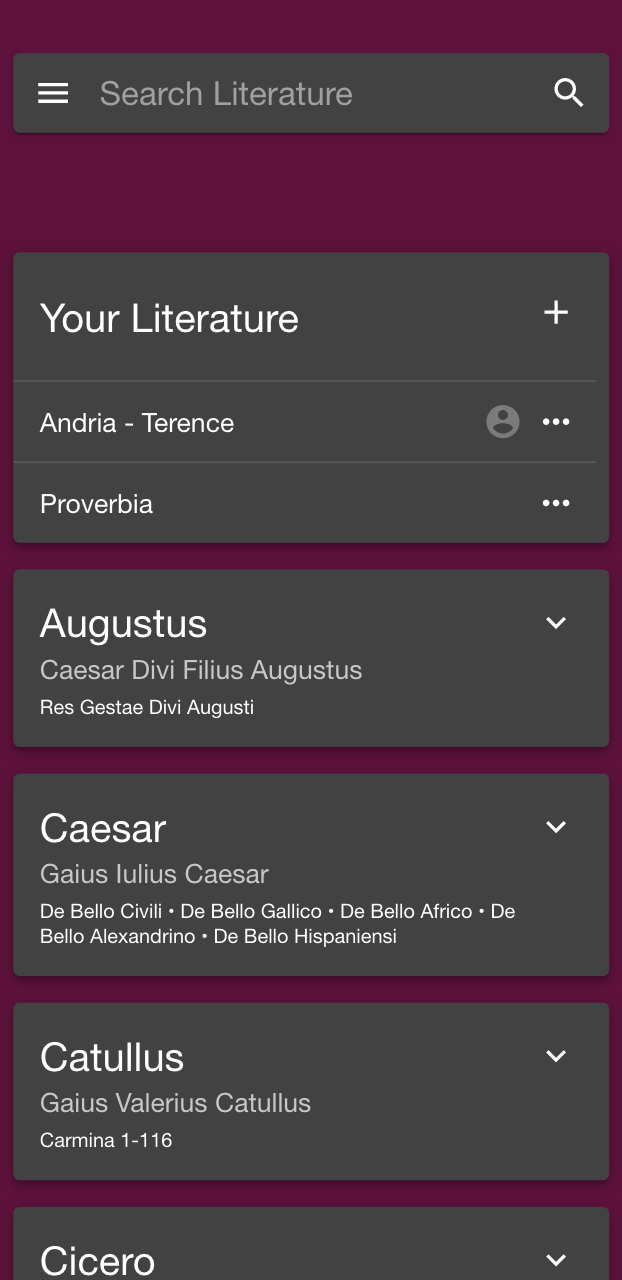 Search Literature
Your Literature
Andria - Terence
Proverbia
Augustus
Caesar Divi Filius Augustus
Res Gestae Divi Augusti
Caesar
Gaius Iulius Caesar
De Bello Civili • De Bello Gallico • De Bello Africo • De
Bello Alexandrino • De Bello Hispaniensi
Catullus
Gaius Valerius Catullus
Carmina 1-116
Cicero